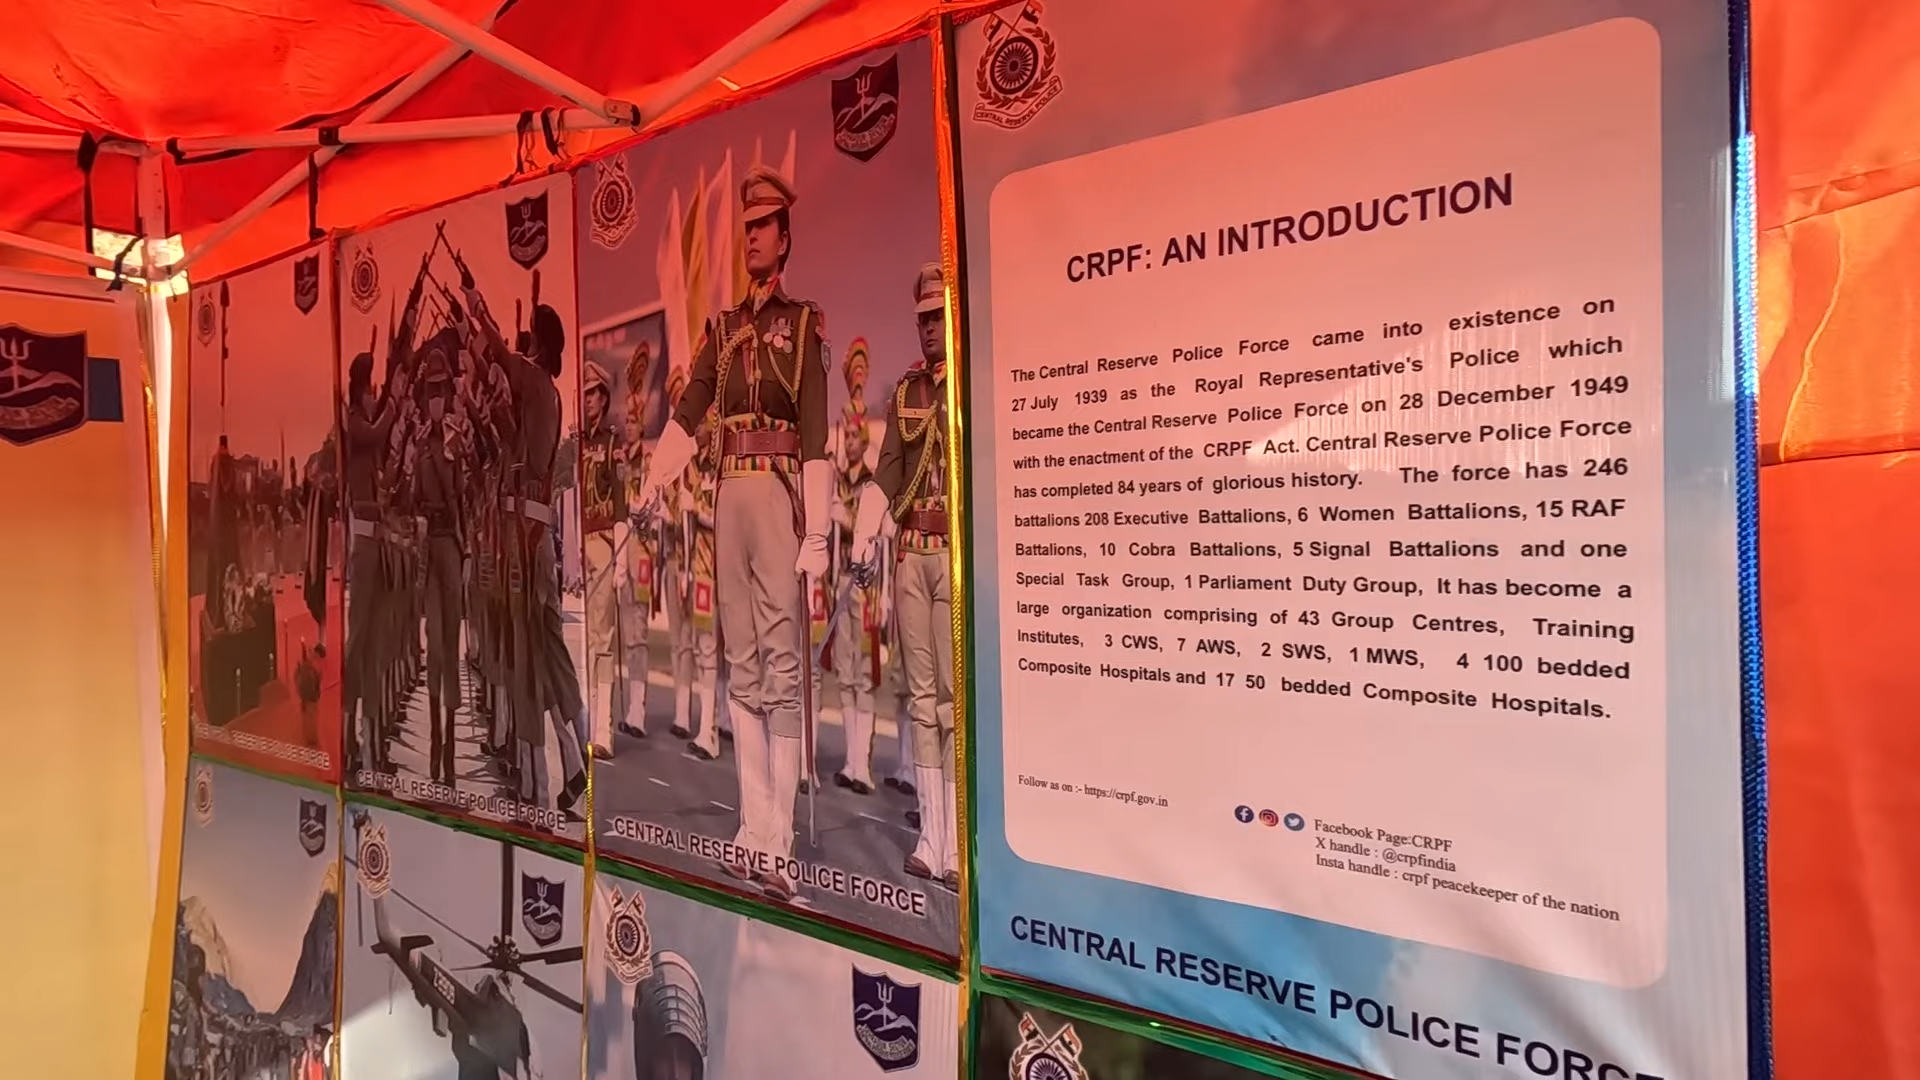 CENTRAL RESERVE POLICE
CRPF: AN INTRODUCTION
The Central Reserve Police Force came into existence on
27 July 1939 as the Royal Representative's Police which
became the Central Reserve Police Force on 28 December 1949
with the enactment of the CRPF Act. Central Reserve Police Force
has completed 84 years of glorious history. The force has 246
battalions 208 Executive Battalions, 6 Women Battalions, 15 RAF
Battalions, 10 Cobra Battalions, 5 Signal Battalions and one
Special Task Group, 1 Parliament Duty Group, It has become a
large organization comprising of 43 Group Centres, Training
Institutes, 3 CWS, 7 AWS, 2 SWS, 1 MWS, 4 100 bedded
Composite Hospitals and 17 50 bedded Composite Hospitals.
Follow as on :- https://crpf.gov.in
Facebook Page:CRPF
X handle : @crpfindia
Insta handle : crpf peacekeeper of the nation
CENTRAL RESERVE POLICE FORCE
CENTRAL RESERVE POLICE FORCE
CENTRAL RESERVE POLICE FORCE
CENTRAL RESERVE POLICE FORCE